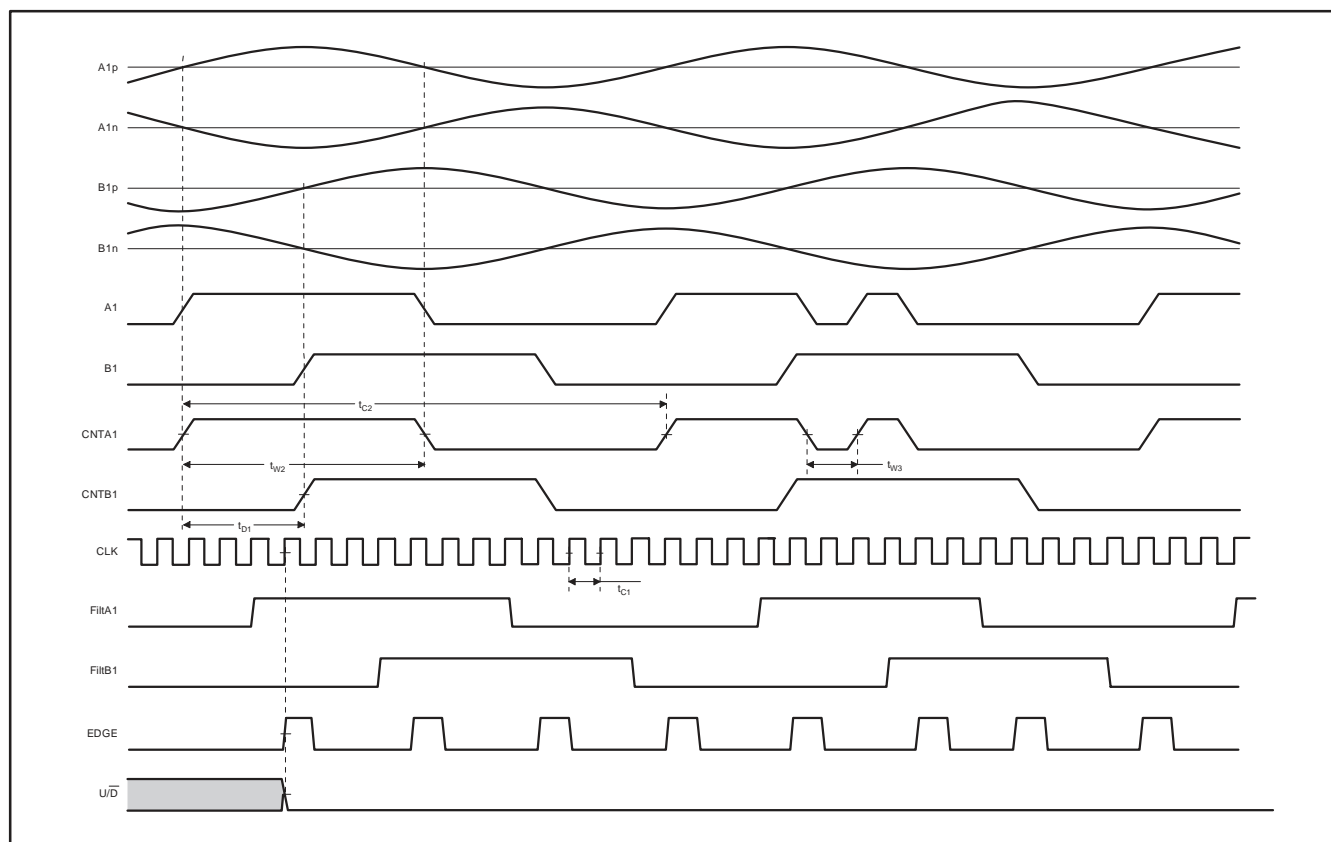 A1p
A1n
B1p
B1n
A1
B1
tC2
CNTA1
tW2
tW3
CNTB1
tD1
CLK
tC1
FiltA1
FiltB1
EDGE
U/D̅